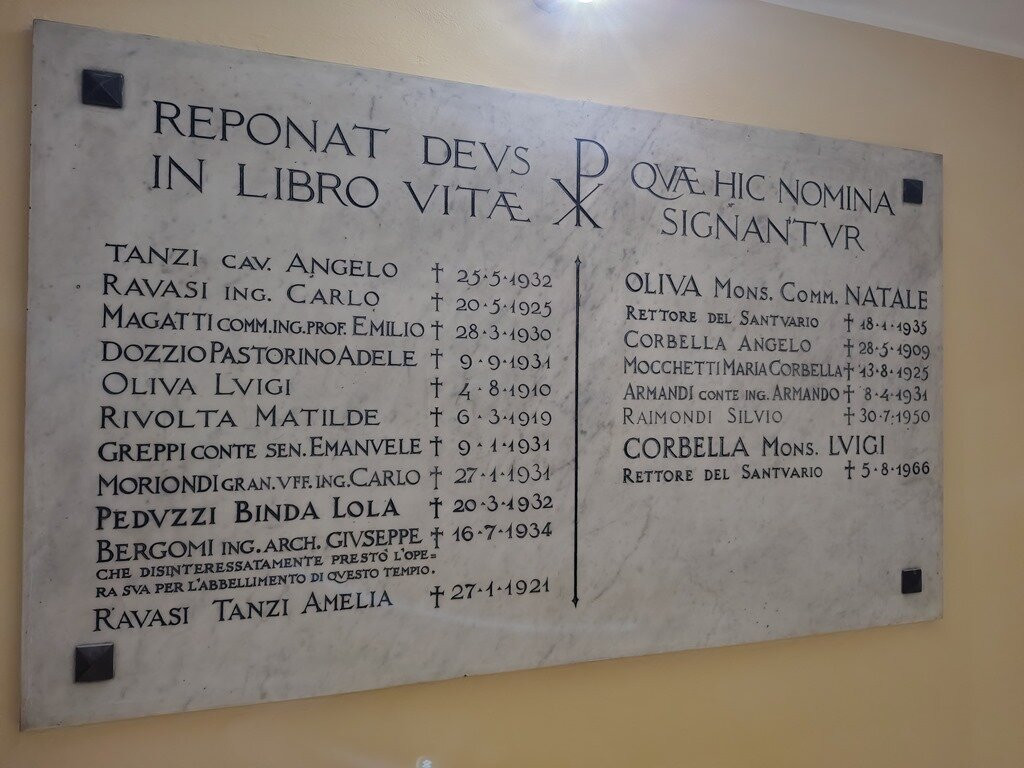 REPONAT DEVS
IN LIBRO VITÆ
QVÆ HIC NOMINA
SIGNANTVR
TANZI CAV. ANGELO † 25·5·1932
RAVASI ING. CARLO † 20·5·1925
MAGATTI COMM. ING. PROF. EMILIO † 28·3·1930
DOZZIO PASTORINO ADELE † 9·9·1931
OLIVA LVIGI † 4·8·1910
RIVOLTA MATILDE † 6·3·1919
GREPPI CONTE SEN. EMANVELE † 9·1·1931
MORIONDI GRAN. VFF. ING. CARLO † 27·1·1931
PEDVZZI BINDA LOLA † 20·3·1932
BERGOMI ING. ARCH. GIVSEPPE † 16·7·1934
CHE DISINTERESSATAMENTE PRESTÒ L'OPE=
RA SVA PER L'ABBELLIMENTO DI QVESTO TEMPIO.
RAVASI TANZI AMELIA † 27·1·1921
OLIVA MONS. COMM. NATALE
RETTORE DEL SANTVARIO † 18·1·1935
CORBELLA ANGELO † 28·5·1909
MOCCHETTI MARIA CORBELLA † 13·8·1925
ARMANDI CONTE ING. ARMANDO † 8·4·1931
RAIMONDI SILVIO † 30·7·1950
CORBELLA MONS. LVIGI
RETTORE DEL SANTVARIO † 5·8·1966